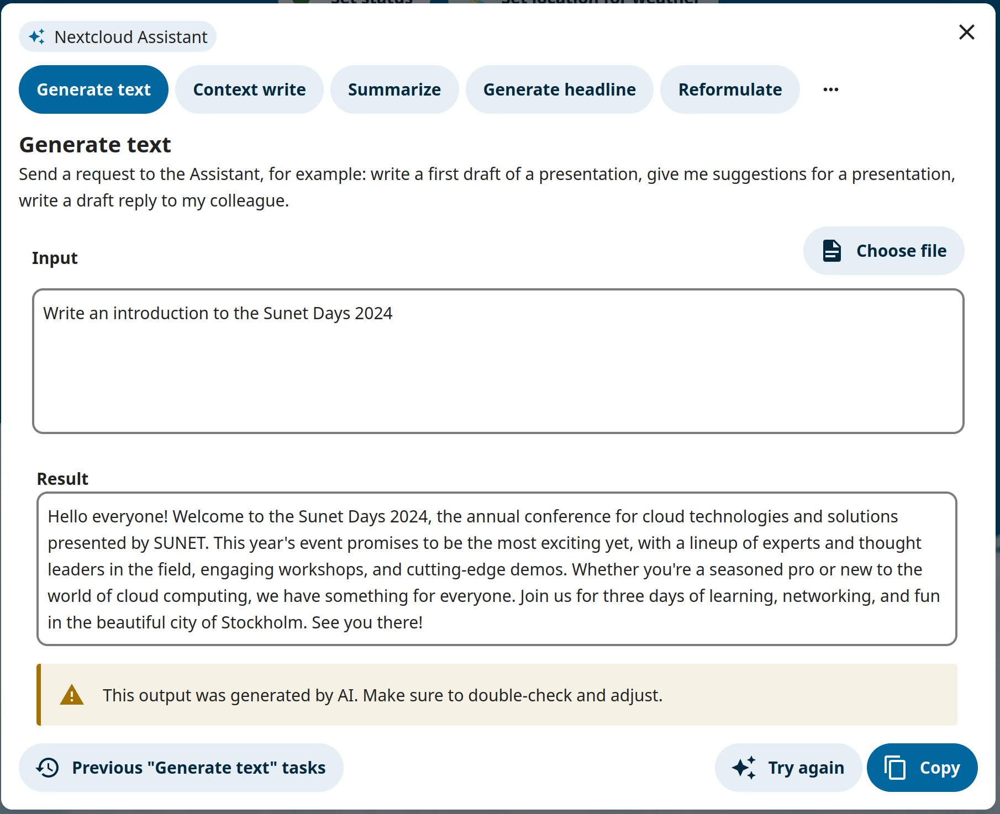 Set status Set location for weather
Nextcloud Assistant
Generate text Context write Summarize Generate headline Reformulate
Generate text
Send a request to the Assistant, for example: write a first draft of a presentation, give me suggestions for a presentation,
write a draft reply to my colleague.
Choose file
Input
Write an introduction to the Sunet Days 2024
Result
Hello everyone! Welcome to the Sunet Days 2024, the annual conference for cloud technologies and solutions
presented by SUNET. This year's event promises to be the most exciting yet, with a lineup of experts and thought
leaders in the field, engaging workshops, and cutting-edge demos. Whether you're a seasoned pro or new to the
world of cloud computing, we have something for everyone. Join us for three days of learning, networking, and fun
in the beautiful city of Stockholm. See you there!
This output was generated by AI. Make sure to double-check and adjust.
Previous "Generate text" tasks Try again Copy